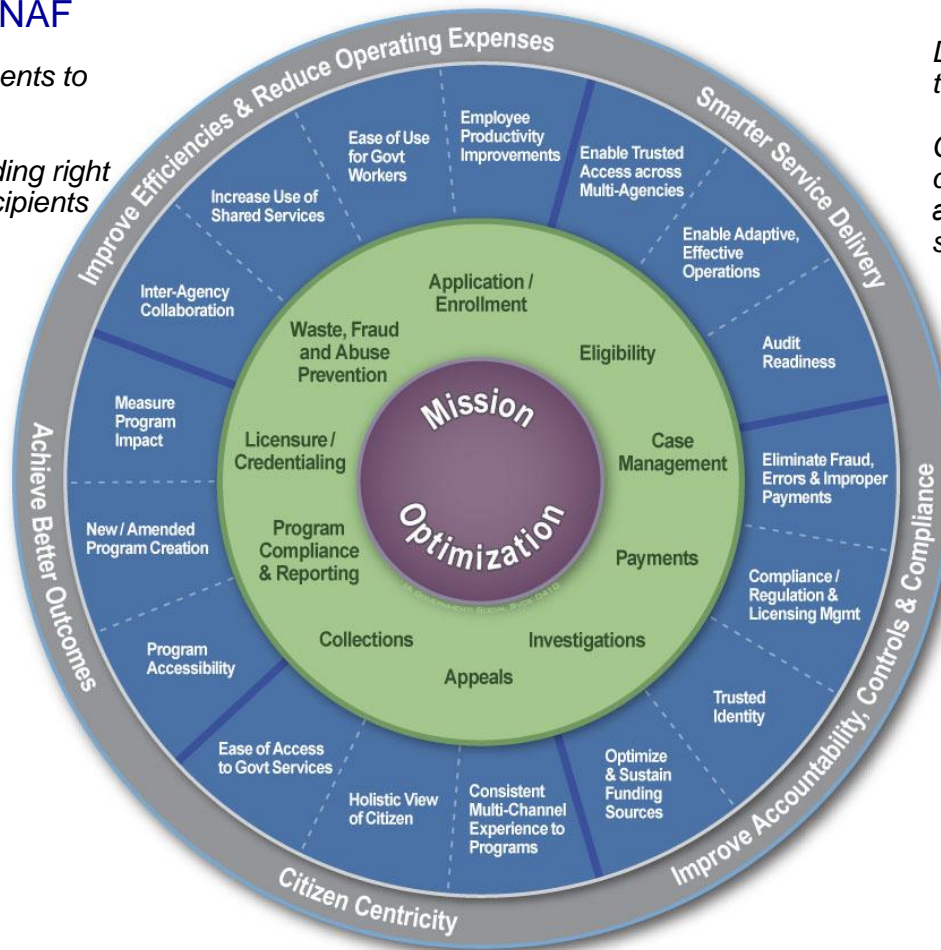 NAF
ents to
ding right
cipients
Improve Efficiencies & Reduce Operating Expenses
Inter-Agency
Collaboration
Increase Use of
Shared Services
Ease of Use
for Govt
Workers
Employee
Productivity
Improvements
Smarter Service Delivery
Enable Trusted
Access across
Multi-Agencies
Enable Adaptive,
Effective
Operations
Audit
Readiness
Improve Accountability, Controls & Compliance
Eliminate Fraud,
Errors & Improper
Payments
Compliance /
Regulation &
Licensing Mgmt
Trusted
Identity
Optimize
& Sustain
Funding
Sources
Citizen Centricity
Consistent
Multi-Channel
Experience to
Programs
Holistic View
of Citizen
Ease of Access
to Govt Services
Achieve Better Outcomes
Program
Accessibility
New / Amended
Program Creation
Measure
Program
Impact
Application /
Enrollment
Eligibility
Case
Management
Payments
Investigations
Appeals
Collections
Program
Compliance
& Reporting
Licensure /
Credentialing
Waste, Fraud
and Abuse
Prevention
Mission
Optimization